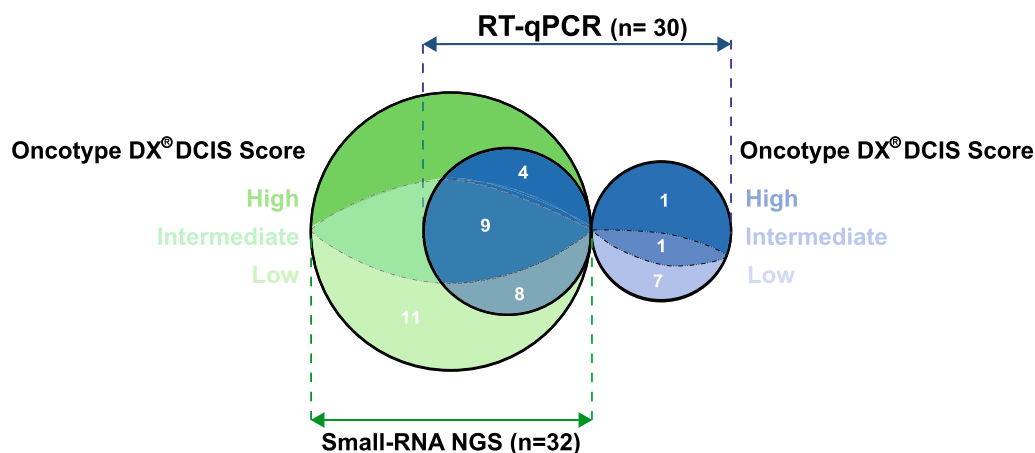 RT-qPCR (n= 30)
Oncotype DX® DCIS Score
High
Intermediate
Low
4
9
8
11
1
1
7
Oncotype DX® DCIS Score
High
Intermediate
Low
Small-RNA NGS (n=32)